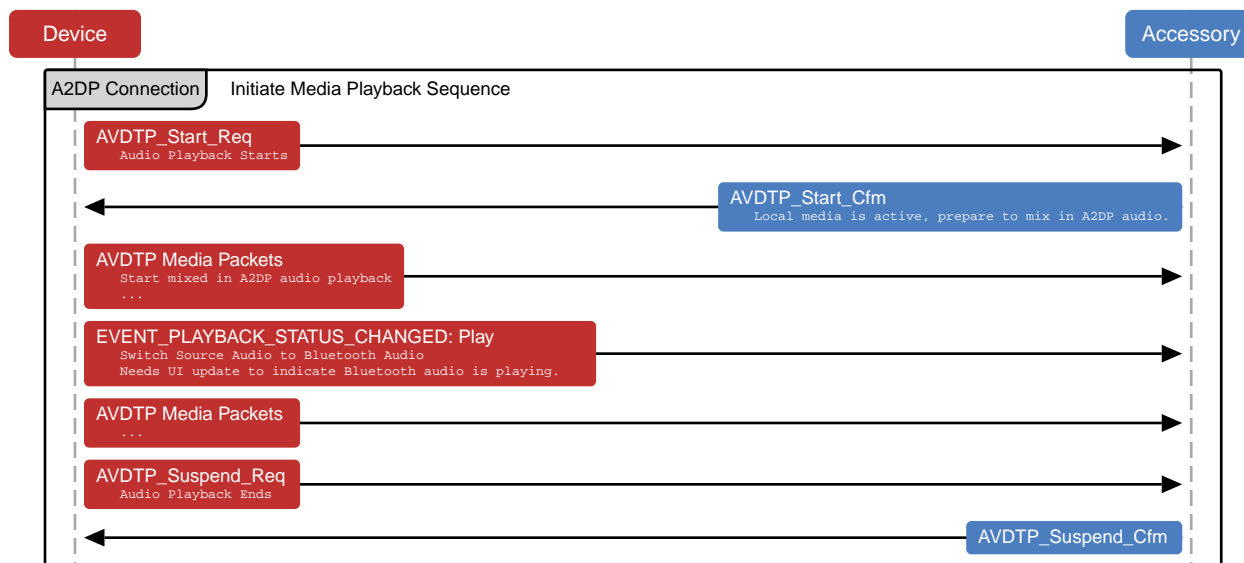 Device
Accessory
A2DP Connection
Initiate Media Playback Sequence
AVDTP_Start_Req
Audio Playback Starts
AVDTP_Start_Cfm
Local media is active, prepare to mix in A2DP audio.
AVDTP Media Packets
Start mixed in A2DP audio playback
...
EVENT_PLAYBACK_STATUS_CHANGED: Play
Switch Source Audio to Bluetooth Audio
Needs UI update to indicate Bluetooth audio is playing.
AVDTP Media Packets
...
AVDTP_Suspend_Req
Audio Playback Ends
AVDTP_Suspend_Cfm